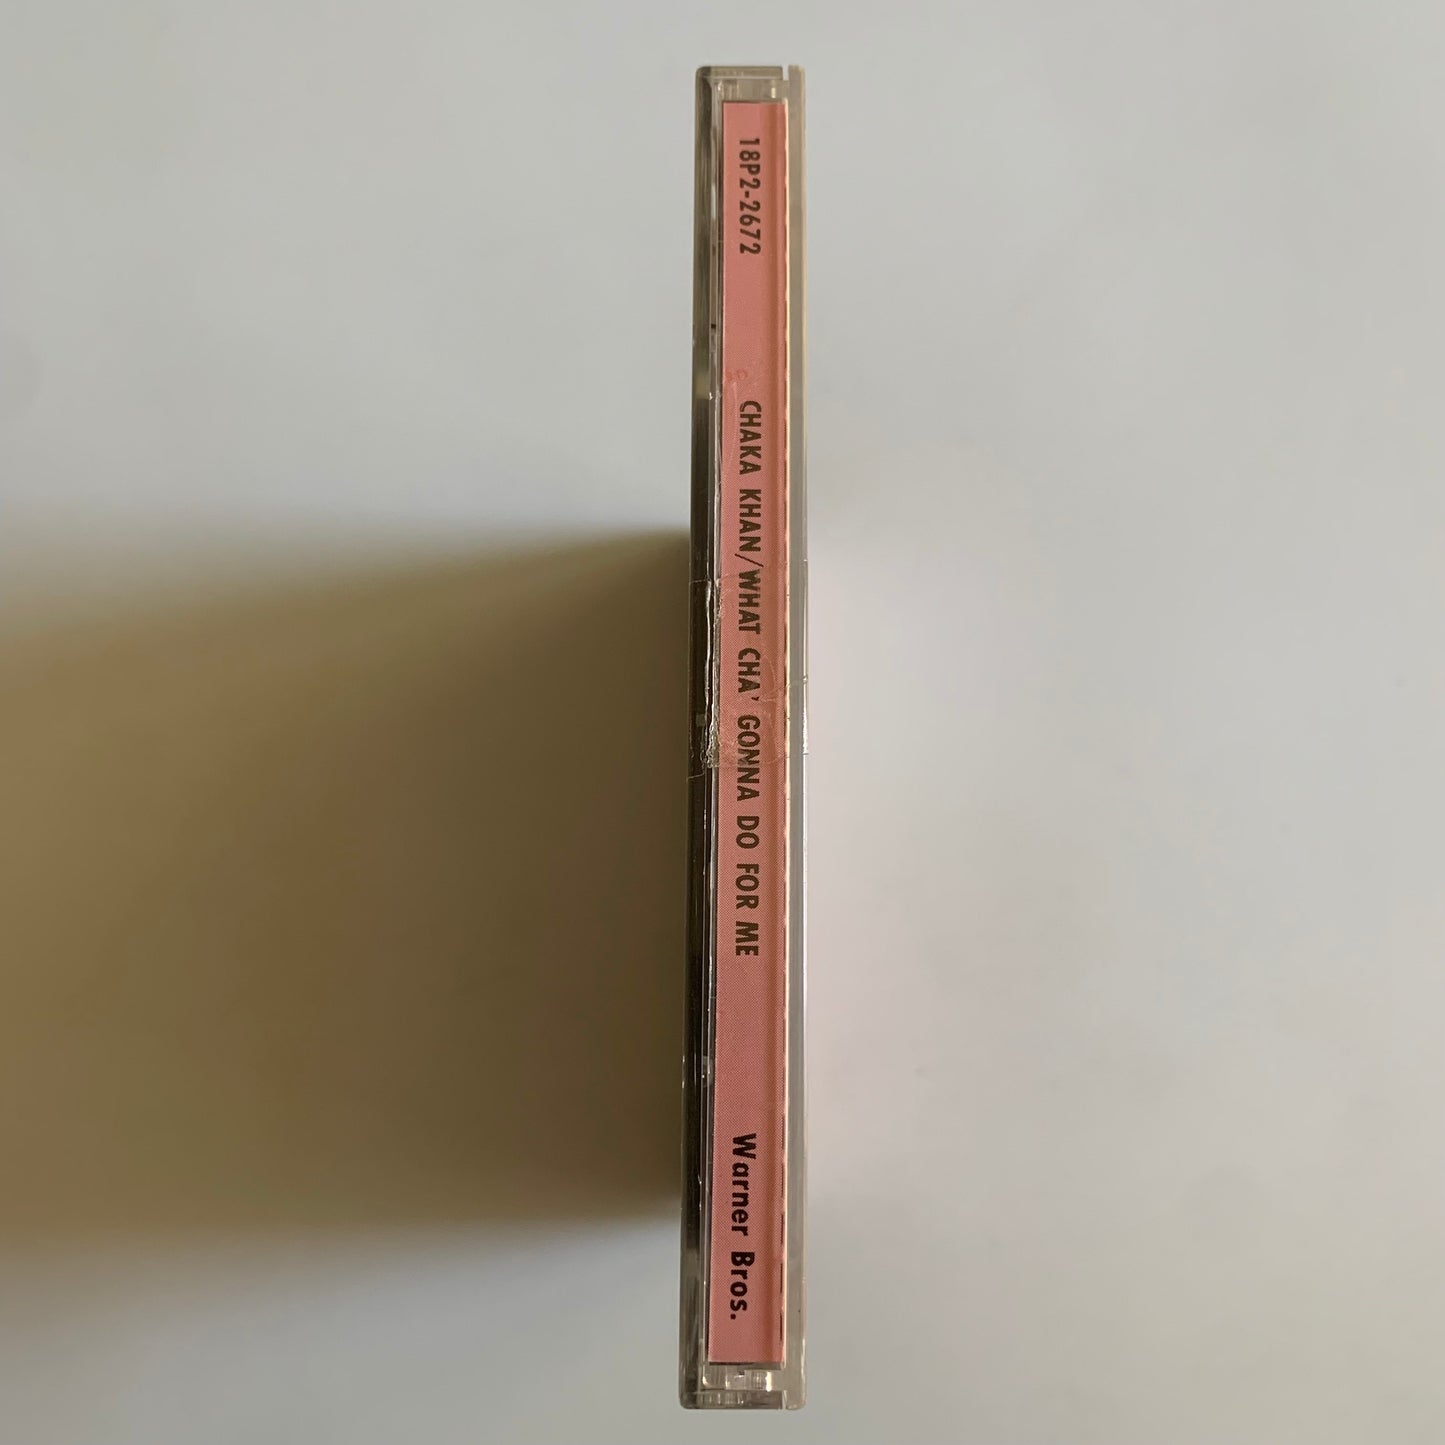 18P2-2672
CHAKA KHAN/WHAT CHA' GONNA DO FOR ME
Warner Bros.